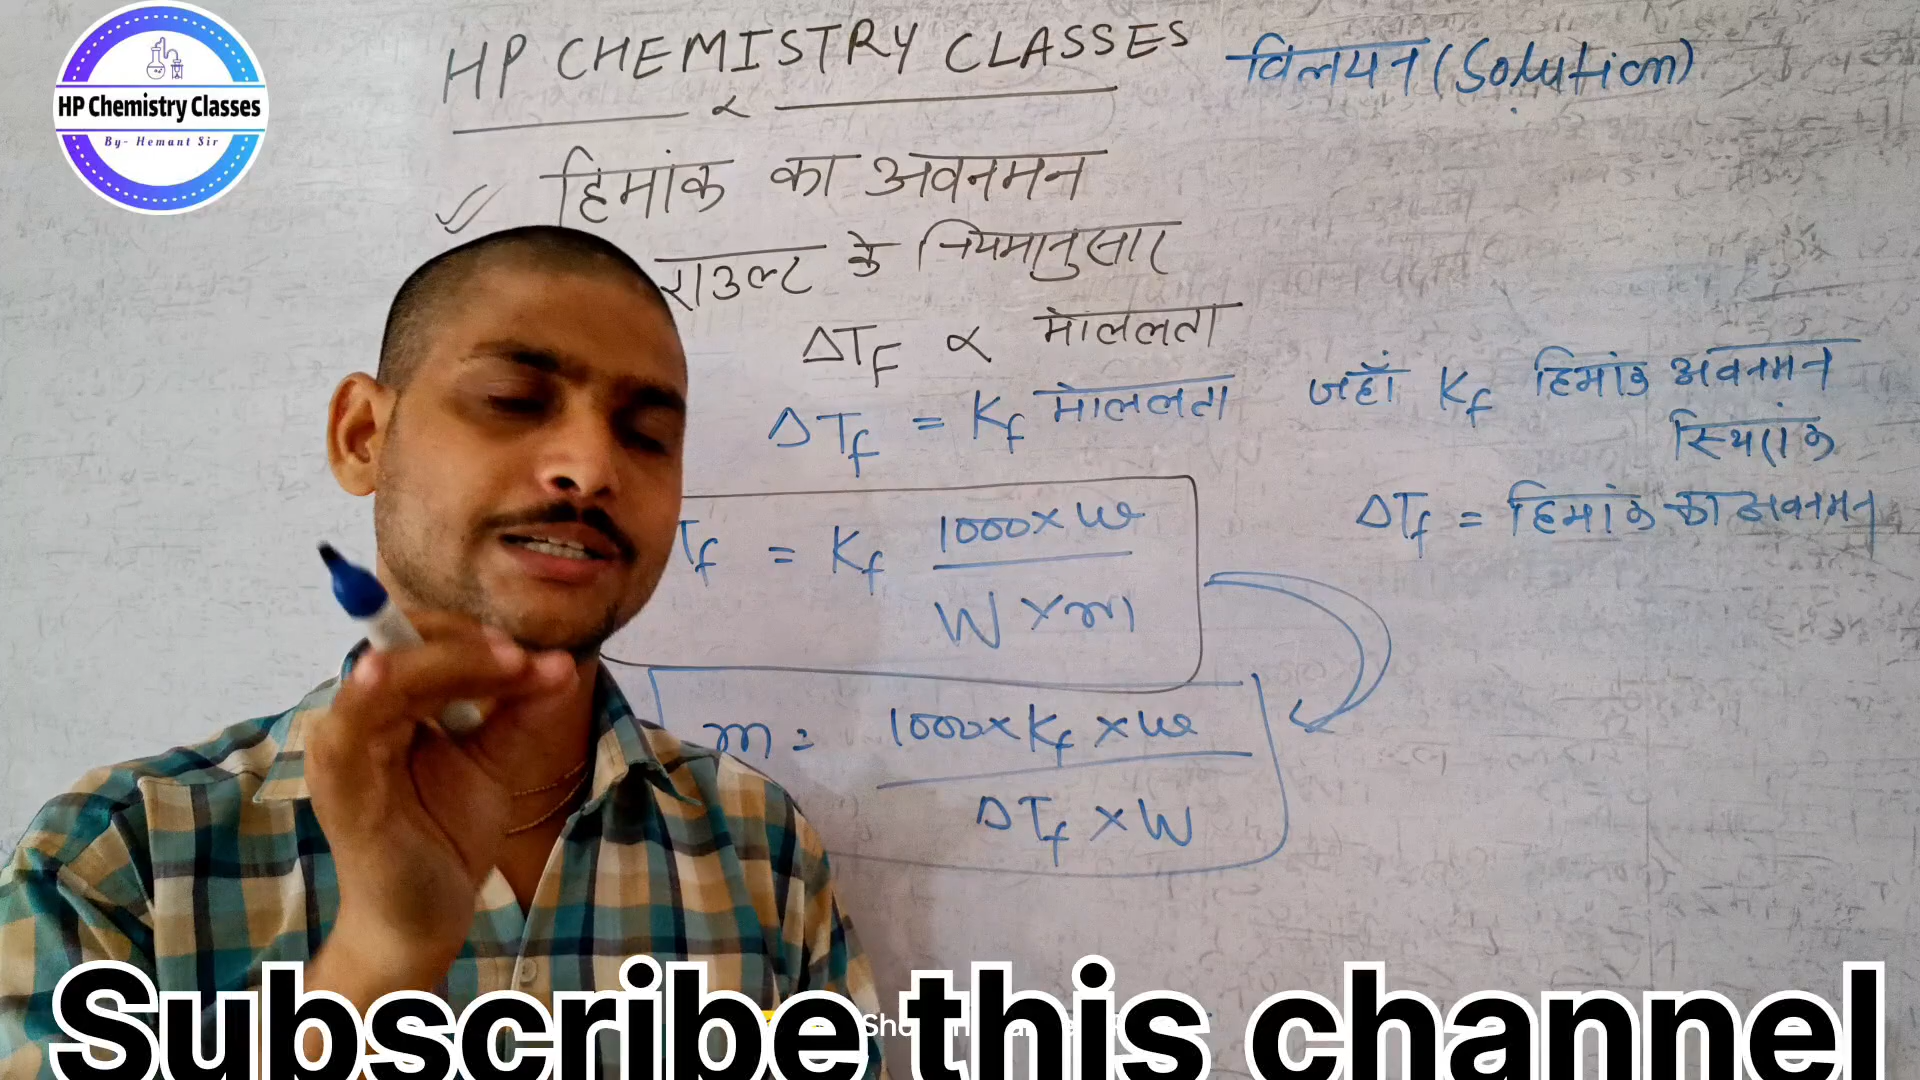 HP Chemistry Classes
By- Hemant Sir
HP CHEMISTRY CLASSES
विलयन (Solution)
हिमांक का अवनमन
राउल्ट के नियमानुसार
ΔTF ∝ मोललता
ΔTf = Kf मोललता
जहाँ Kf हिमांक अवनमन
स्थिरांक
ΔTf = हिमांक का अवनमन
Tf = Kf 1000×w
W×m
m = 1000×Kf×w
ΔTf×W
Subscribe this channel